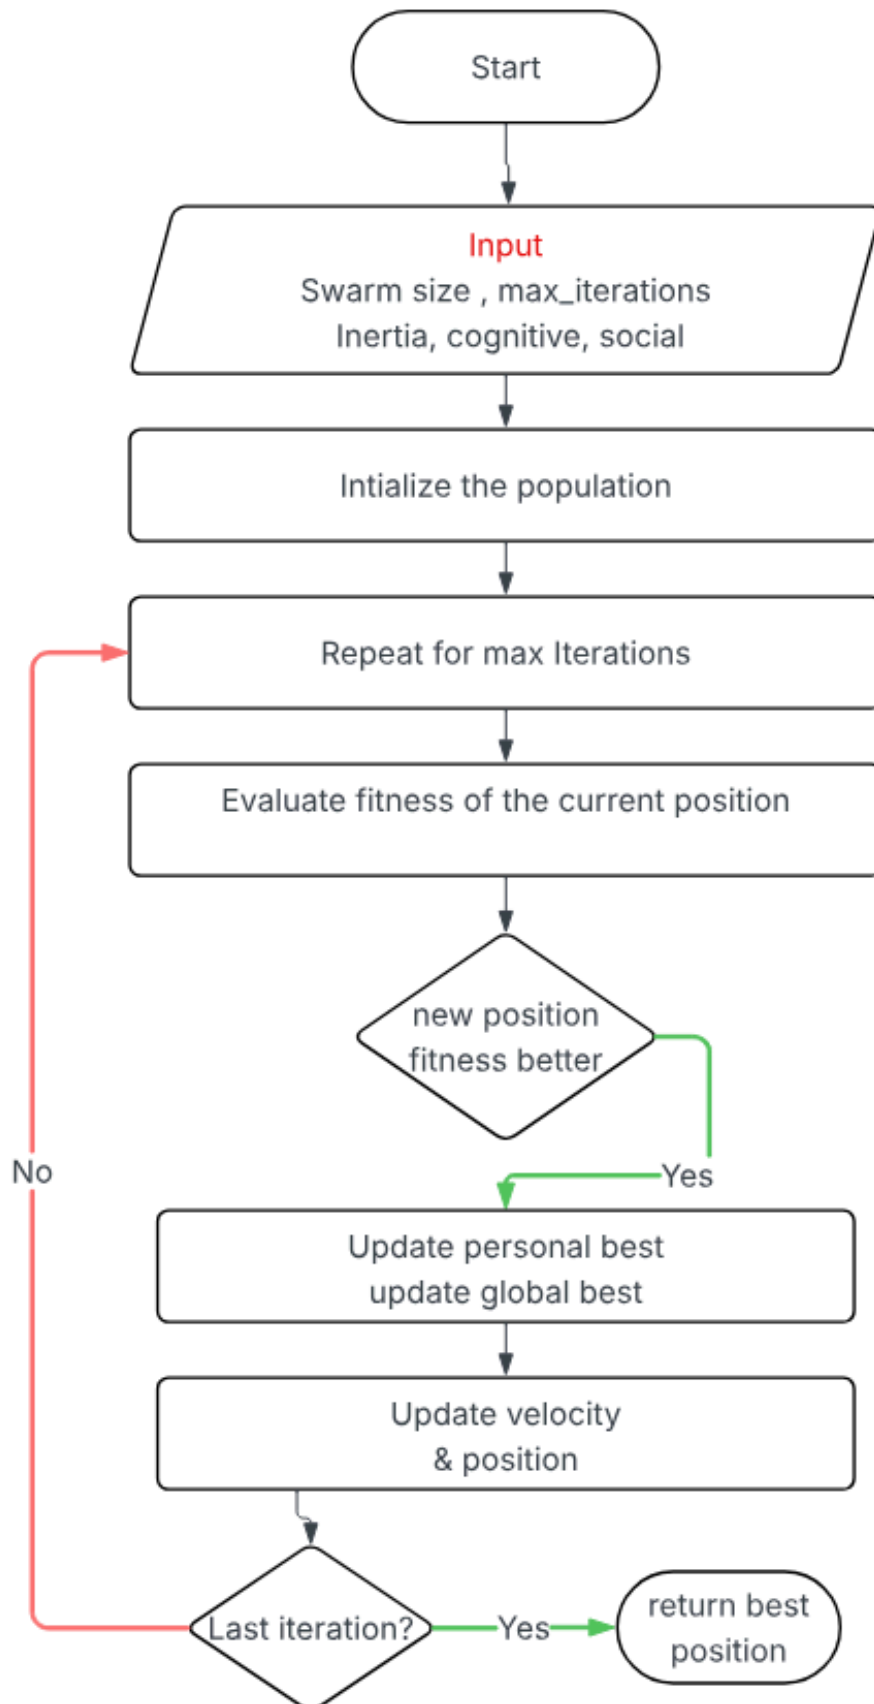 Start
Input
Swarm size , max_iterations
Inertia, cognitive, social
Intialize the population
Repeat for max Iterations
Evaluate fitness of the current position
new position
fitness better
No
Yes
Update personal best
update global best
Update velocity
& position
Last iteration?
Yes
return best
position